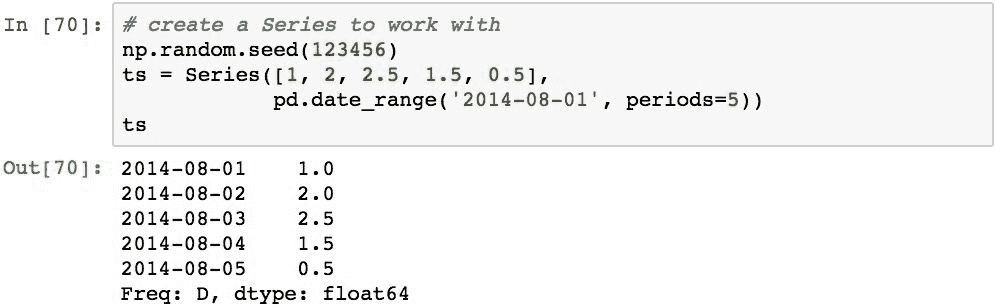 In [70]: # create a Series to work with
np.random.seed(123456)
ts = Series([1, 2, 2.5, 1.5, 0.5],
            pd.date_range('2014-08-01', periods=5))
ts
Out[70]: 2014-08-01    1.0
2014-08-02    2.0
2014-08-03    2.5
2014-08-04    1.5
2014-08-05    0.5
Freq: D, dtype: float64